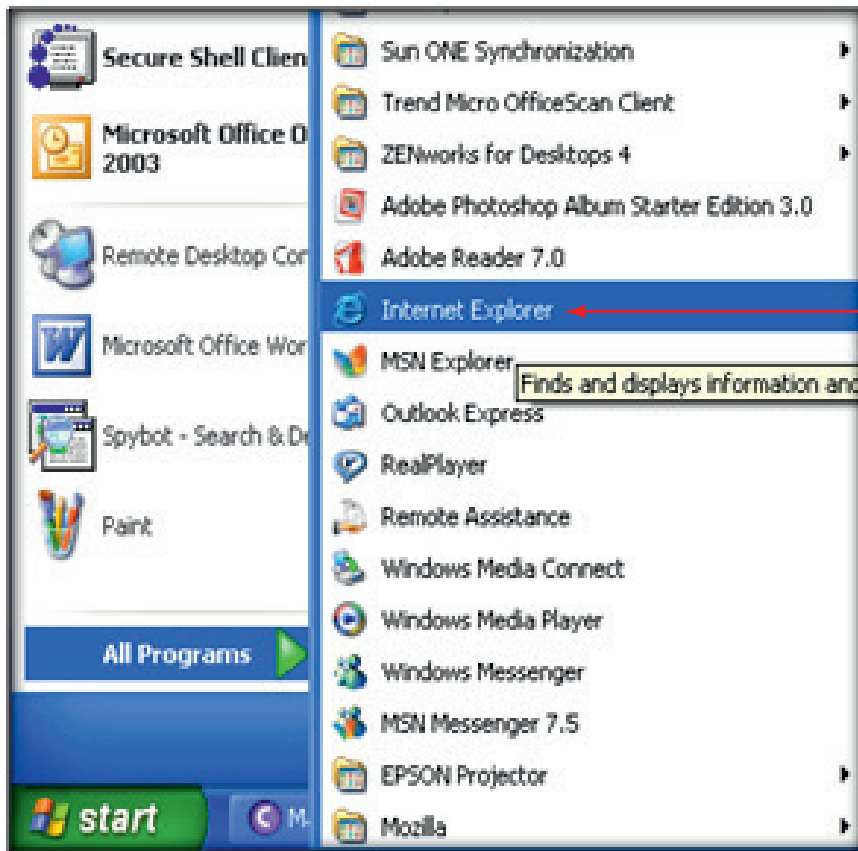 Secure Shell Clien
Microsoft Office O
2003
Remote Desktop Con
Microsoft Office Wor
Spybot - Search & De
Paint
All Programs
start
M
Sun ONE Synchronization
Trend Micro OfficeScan Client
ZENworks for Desktops 4
Adobe Photoshop Album Starter Edition 3.0
Adobe Reader 7.0
Internet Explorer
MSN Explorer
Finds and displays information and
Outlook Express
RealPlayer
Remote Assistance
Windows Media Connect
Windows Media Player
Windows Messenger
MSN Messenger 7.5
EPSON Projector
Mozilla